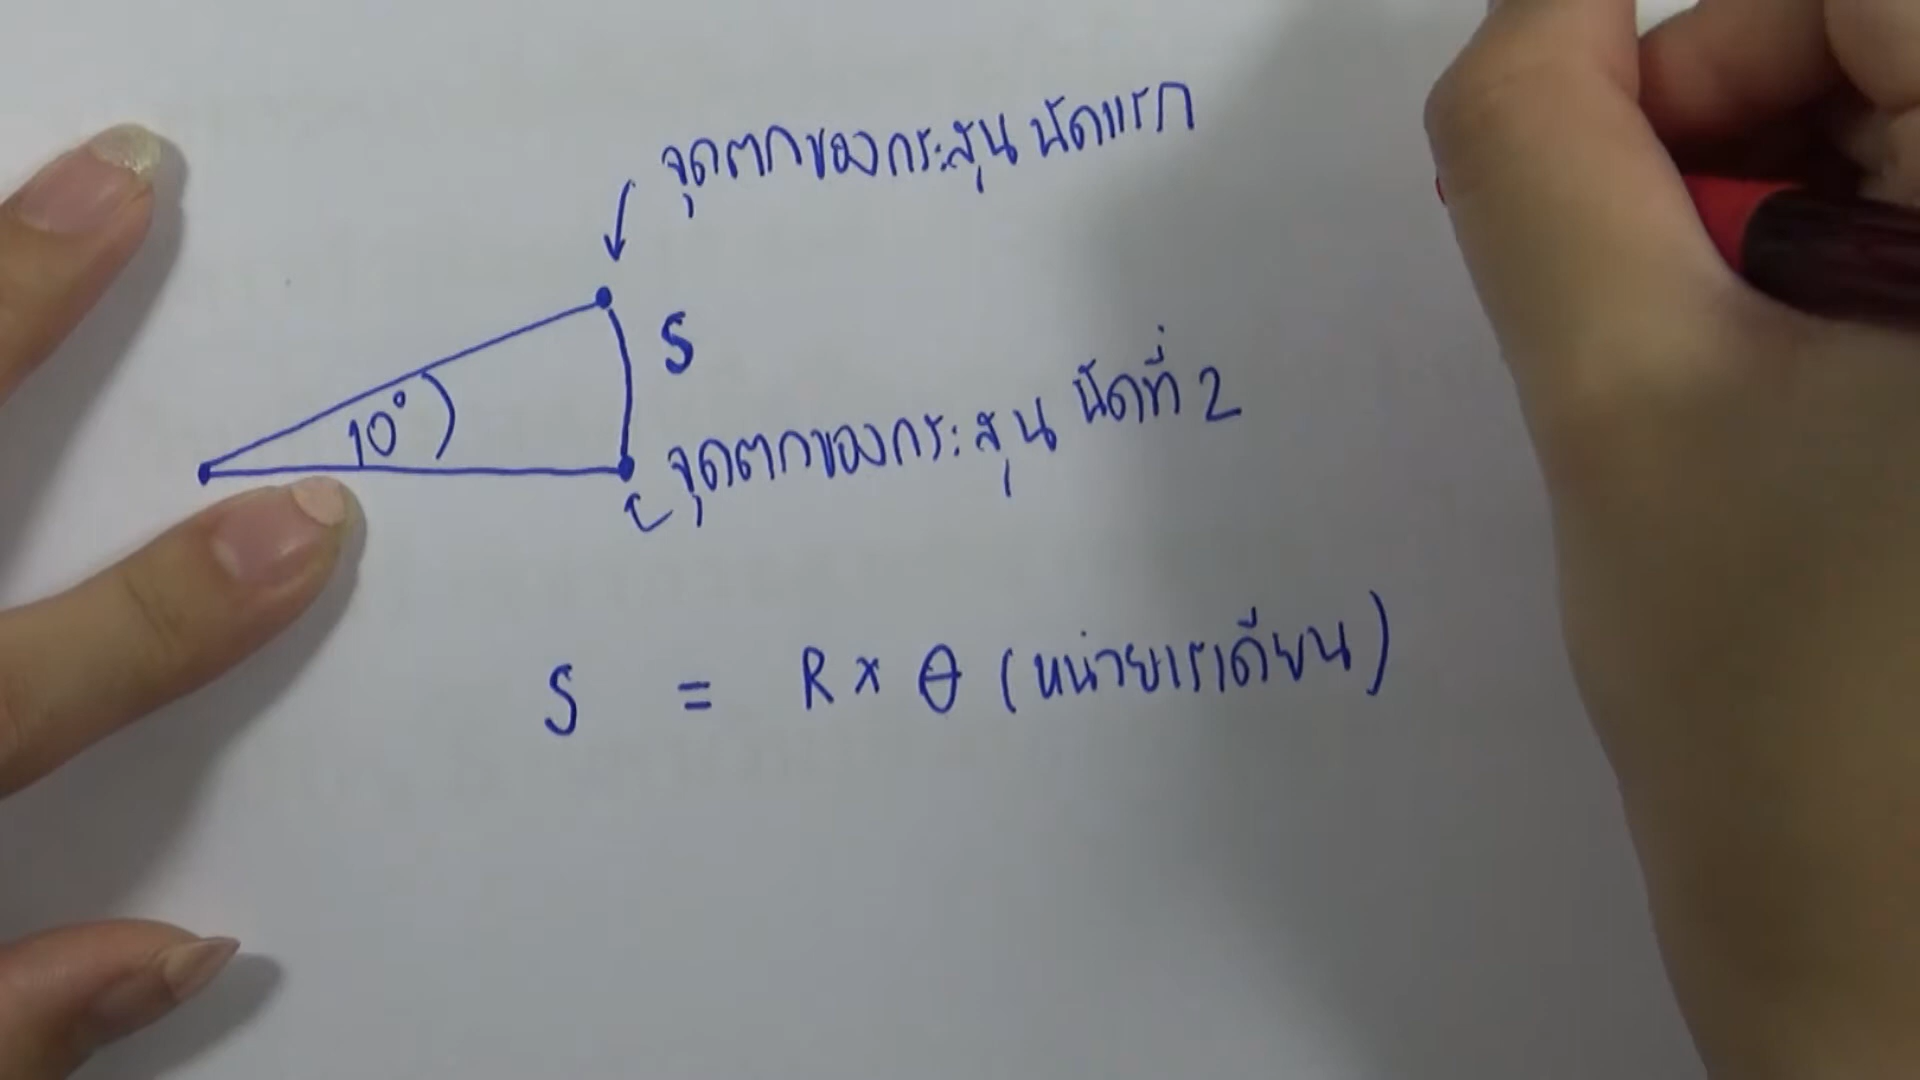 จุดตกของกระสุน นัดแรก
S
10°
จุดตกของกระสุน นัดที่ 2
S = R × θ (หน่วยเรเดียน)